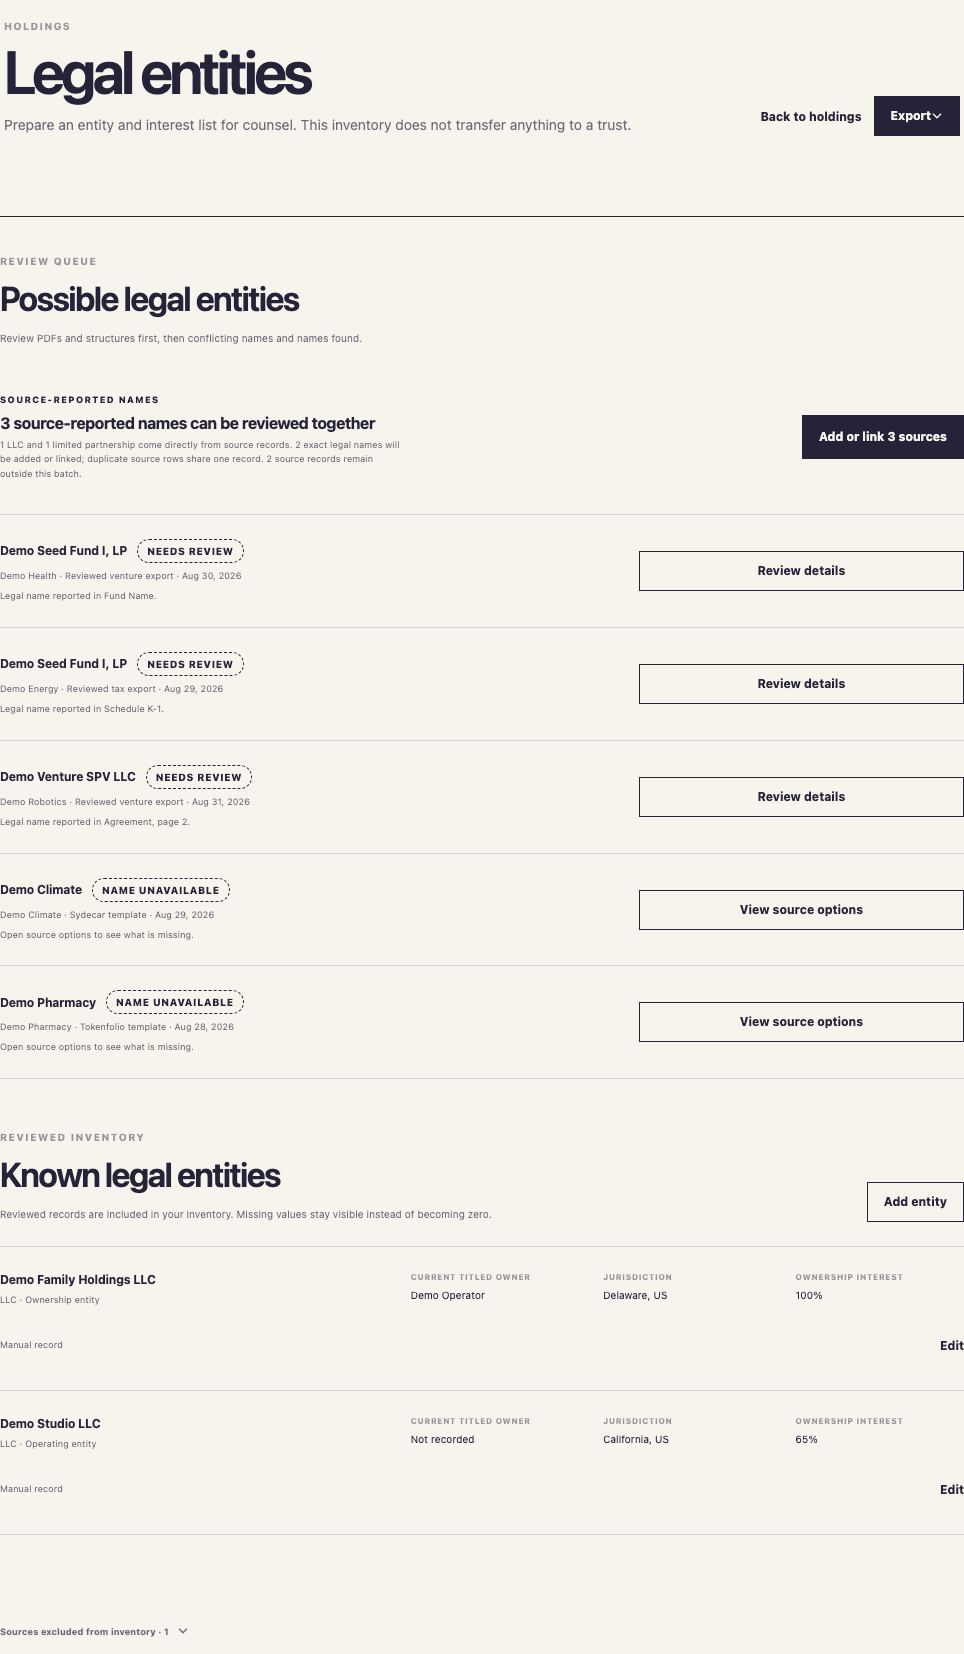 HOLDINGS
Legal entities
Prepare an entity and interest list for counsel. This inventory does not transfer anything to a trust.
Back to holdings
Export
REVIEW QUEUE
Possible legal entities
Review PDFs and structures first, then conflicting names and names found.
SOURCE-REPORTED NAMES
3 source-reported names can be reviewed together
1 LLC and 1 limited partnership come directly from source records. 2 exact legal names will
be added or linked; duplicate source rows share one record. 2 source records remain
outside this batch.
Add or link 3 sources
Demo Seed Fund I, LP NEEDS REVIEW
Demo Health · Reviewed venture export · Aug 30, 2026
Legal name reported in Fund Name.
Review details
Demo Seed Fund I, LP NEEDS REVIEW
Demo Energy · Reviewed tax export · Aug 29, 2026
Legal name reported in Schedule K-1.
Review details
Demo Venture SPV LLC NEEDS REVIEW
Demo Robotics · Reviewed venture export · Aug 31, 2026
Legal name reported in Agreement, page 2.
Review details
Demo Climate NAME UNAVAILABLE
Demo Climate · Sydecar template · Aug 29, 2026
Open source options to see what is missing.
View source options
Demo Pharmacy NAME UNAVAILABLE
Demo Pharmacy · Tokenfolio template · Aug 28, 2026
Open source options to see what is missing.
View source options
REVIEWED INVENTORY
Known legal entities
Reviewed records are included in your inventory. Missing values stay visible instead of becoming zero.
Add entity
Demo Family Holdings LLC
LLC · Ownership entity
CURRENT TITLED OWNER
Demo Operator
JURISDICTION
Delaware, US
OWNERSHIP INTEREST
100%
Manual record
Edit
Demo Studio LLC
LLC · Operating entity
CURRENT TITLED OWNER
Not recorded
JURISDICTION
California, US
OWNERSHIP INTEREST
65%
Manual record
Edit
Sources excluded from inventory · 1